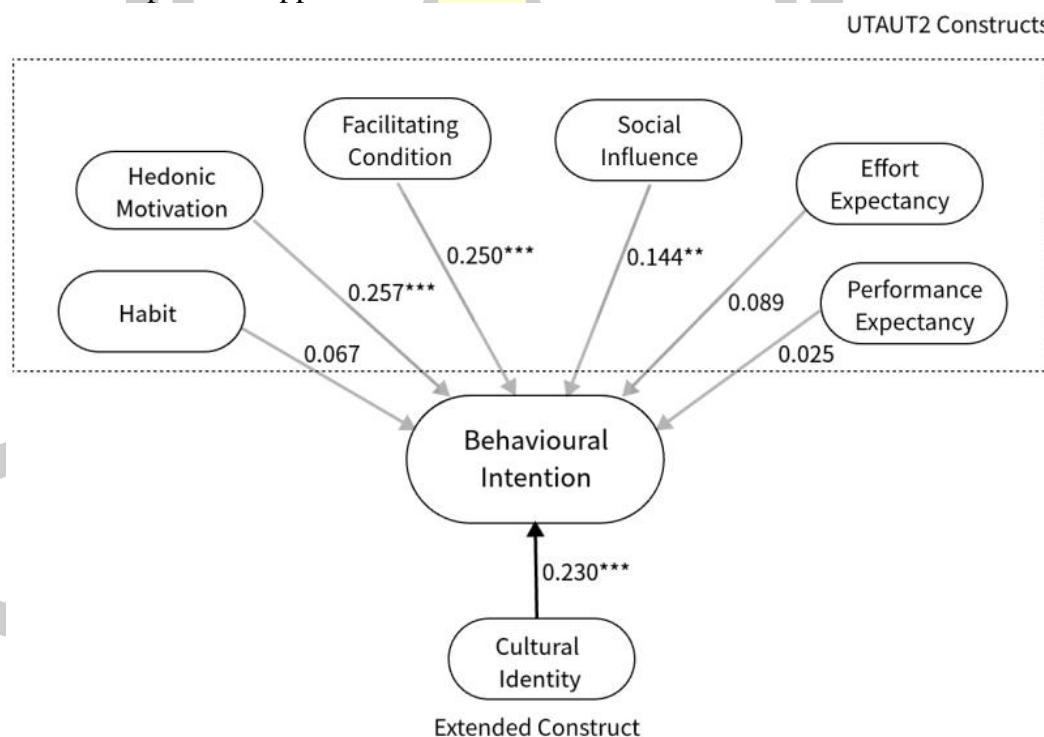 UTAUT2 Constructs
Facilitating
Condition
Social
Influence
Hedonic
Motivation
Effort
Expectancy
0.250***
0.144**
0.257***
0.089
Habit
Performance
Expectancy
0.067
0.025
Behavioural
Intention
0.230***
Cultural
Identity
Extended Construct